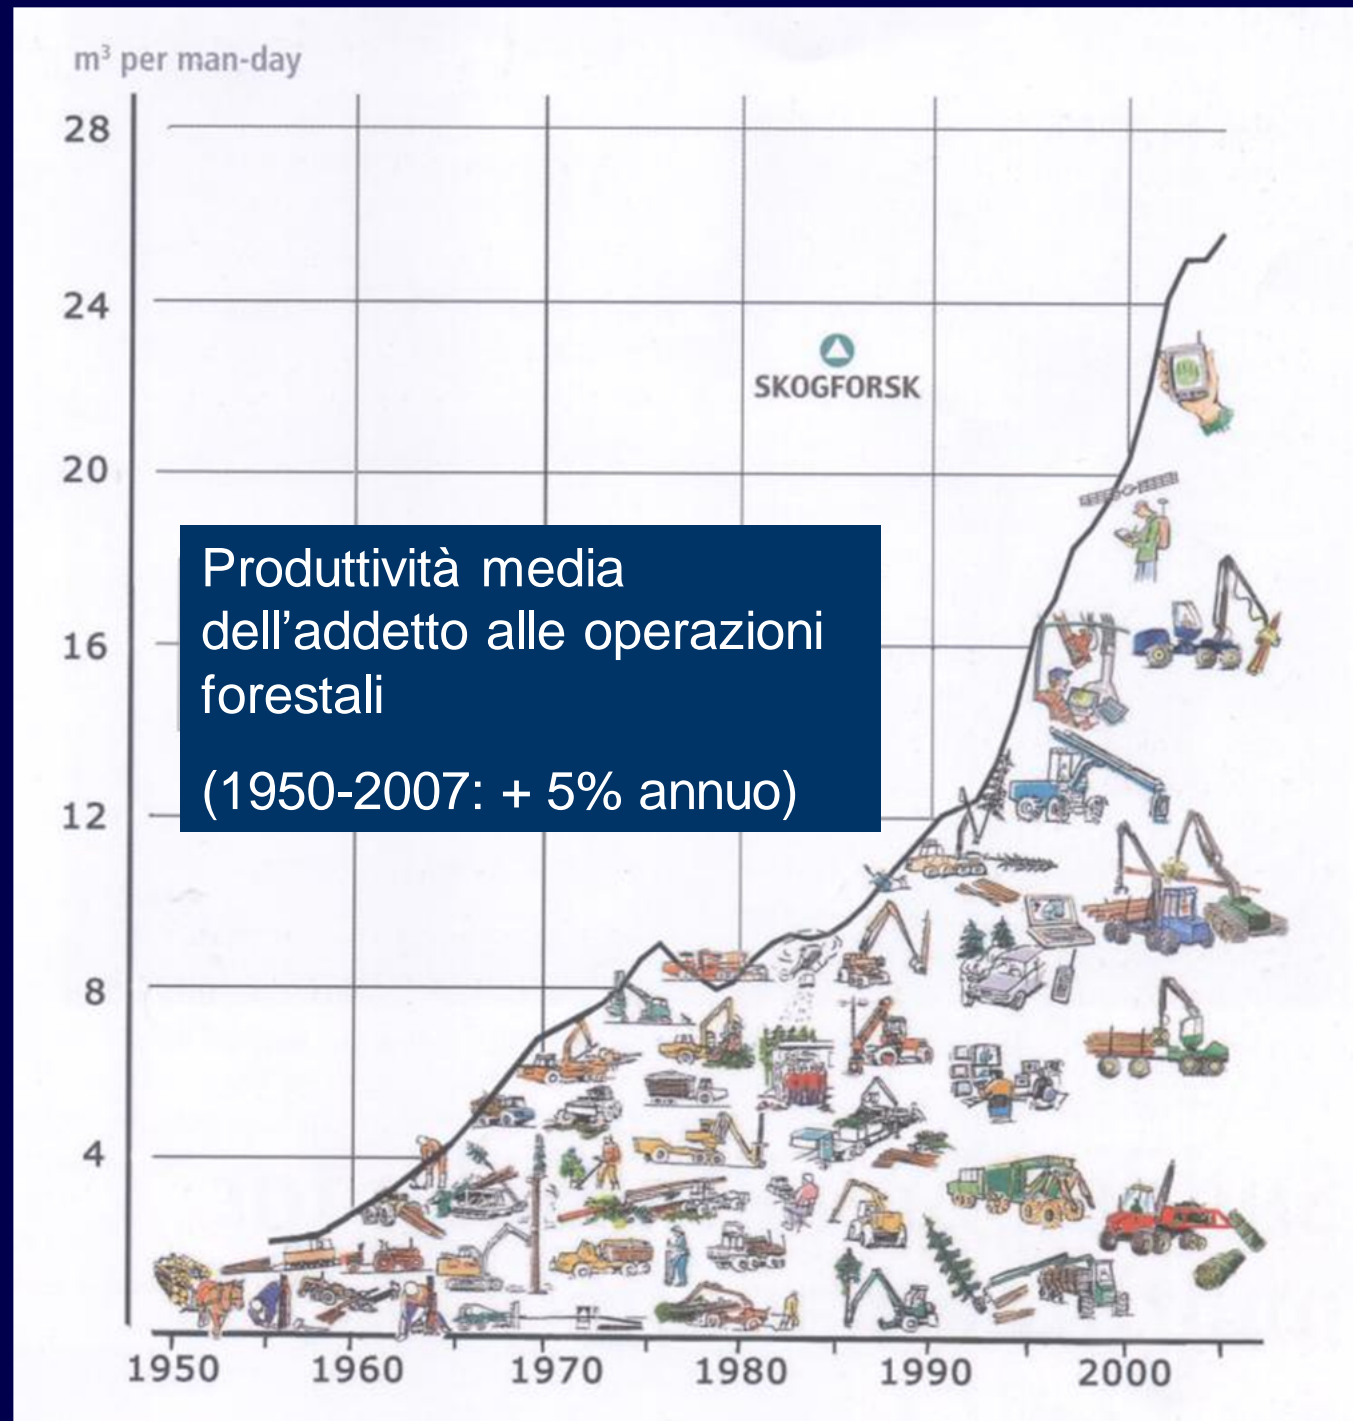 m³ per man-day
28
24
20
16
12
8
4
SKOGFORSK
Produttività media
dell’addetto alle operazioni
forestali
(1950-2007: + 5% annuo)
1950 1960 1970 1980 1990 2000